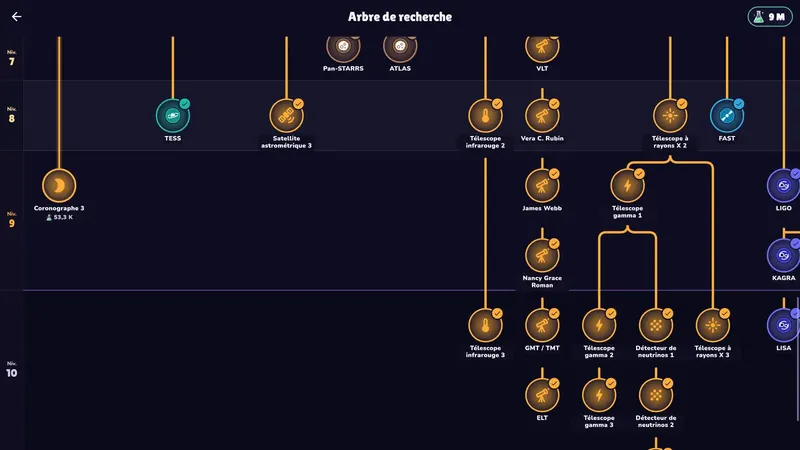 Arbre de recherche
9 M
Niv.
7
Pan-STARRS
ATLAS
VLT
Niv.
8
TESS
Satellite
astrométrique 3
Télescope
infrarouge 2
Vera C. Rubin
Télescope à
rayons X 2
FAST
Niv.
9
Coronographe 3
53,3 K
James Webb
Télescope
gamma 1
LIGO
Nancy Grace
Roman
KAGRA
Niv.
10
Télescope
infrarouge 3
GMT / TMT
Télescope
gamma 2
Détecteur de
neutrinos 1
Télescope à
rayons X 3
LISA
ELT
Télescope
gamma 3
Détecteur de
neutrinos 2